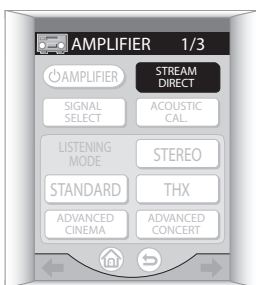 AMPLIFIER 1/3
AMPLIFIER
STREAM
DIRECT
SIGNAL
SELECT
ACOUSTIC
CAL.
LISTENING
MODE
STEREO
STANDARD
THX
ADVANCED
CINEMA
ADVANCED
CONCERT